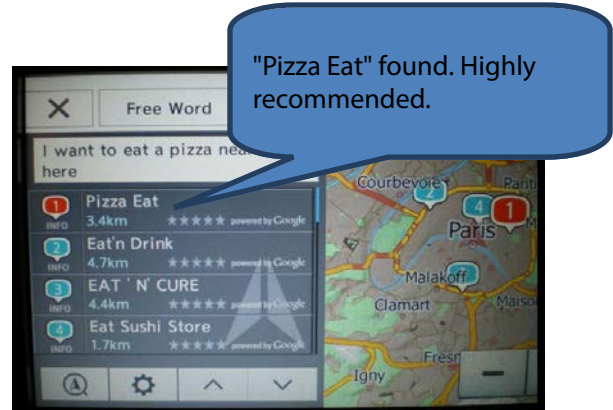 "Pizza Eat" found. Highly
recommended.
Free Word
I want to eat a pizza
here
1
Pizza Eat
INFO
3.4km ★★★★★ powered by Google
2
Eat'n Drink
INFO
4.7km ★★★★★ powered by Google
3
EAT ' N' CURE
INFO
4.4km ★★★★★ powered by Google
4
Eat Sushi Store
INFO
1.7km ★★★★★ powered by Google
Courbevoie
2
4
1
Paris
Malakoff
Clamart
Igny